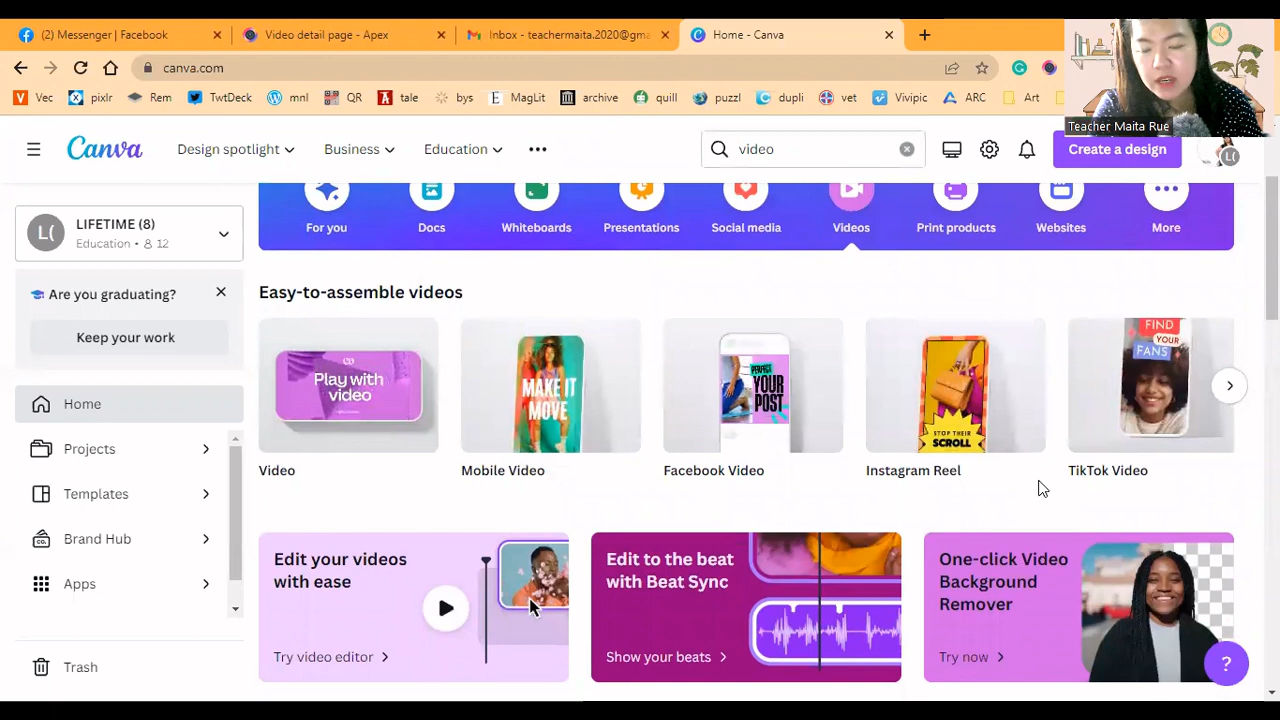 (2) Messenger | Facebook
Video detail page - Apex
Inbox - teachermaita.2020@gma
Home - Canva
canva.com
Vec
pixlr
Rem
TwtDeck
mnl
QR
tale
bys
MagLit
archive
quill
puzzl
dupli
vet
Vivipic
ARC
Art
Teacher Maita Rue
Canva
Design spotlight
Business
Education
video
Create a design
L(
LIFETIME (8)
Education • 12
For you
Docs
Whiteboards
Presentations
Social media
Videos
Print products
Websites
More
Are you graduating?
Keep your work
Home
Projects
Templates
Brand Hub
Apps
Trash
Easy-to-assemble videos
Play with
video
MAKE IT
MOVE
PERFECT
YOUR
POST
STOP THEIR
SCROLL
FIND
YOUR
FANS
Video
Mobile Video
Facebook Video
Instagram Reel
TikTok Video
Edit your videos
with ease
Try video editor
Edit to the beat
with Beat Sync
Show your beats
One-click Video
Background
Remover
Try now
?